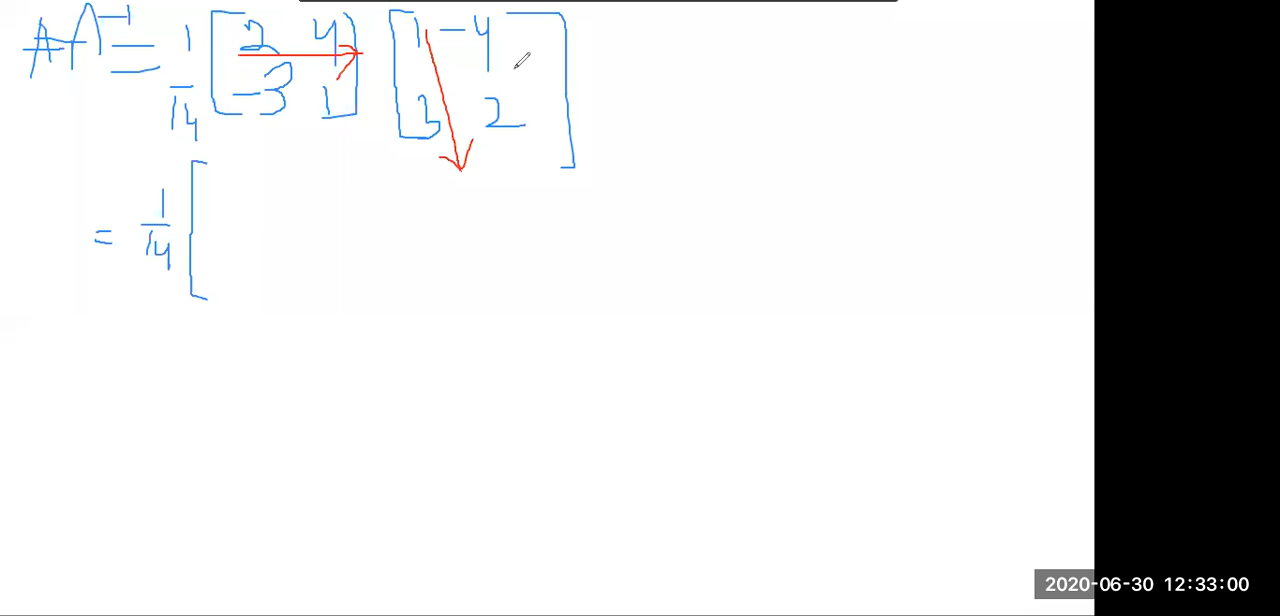 AA⁻¹ = 1/14 [2 4; -3 1] [1 -4; 3 2]
= 1/14 [
2020-06-30 12:33:00